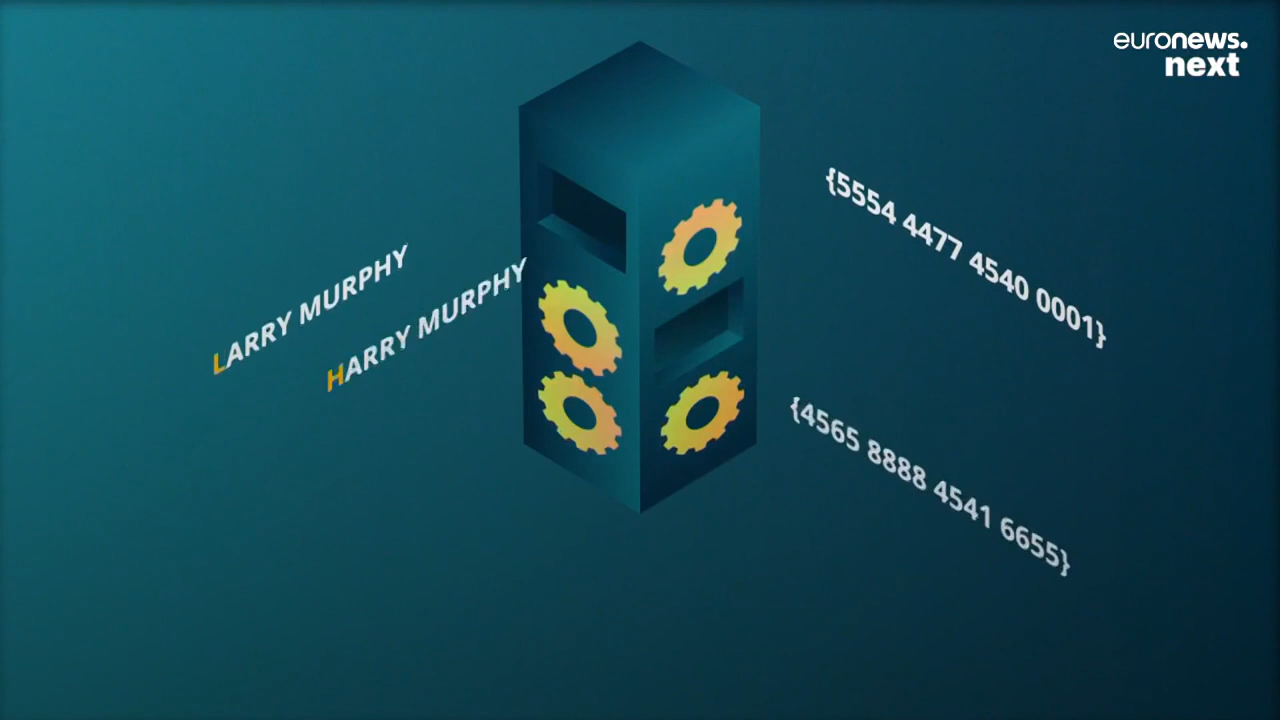 euronews.
next
LARRY MURPHY
HARRY MURPHY
{5554 4477 4540 0001}
{4565 8888 4541 6655}